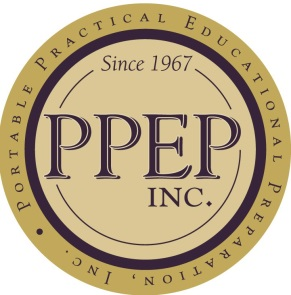 Since 1967
PPEP
INC.
• PORTABLE PRACTICAL EDUCATIONAL PREPARATION, INC.